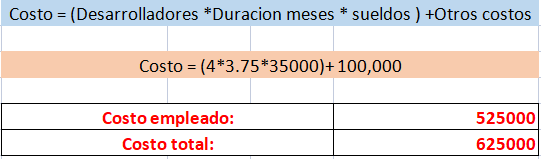 Costo = (Desarrolladores *Duracion meses * sueldos ) +Otros costos
Costo = (4*3.75*35000)+100,000
Costo empleado: 525000
Costo total: 625000